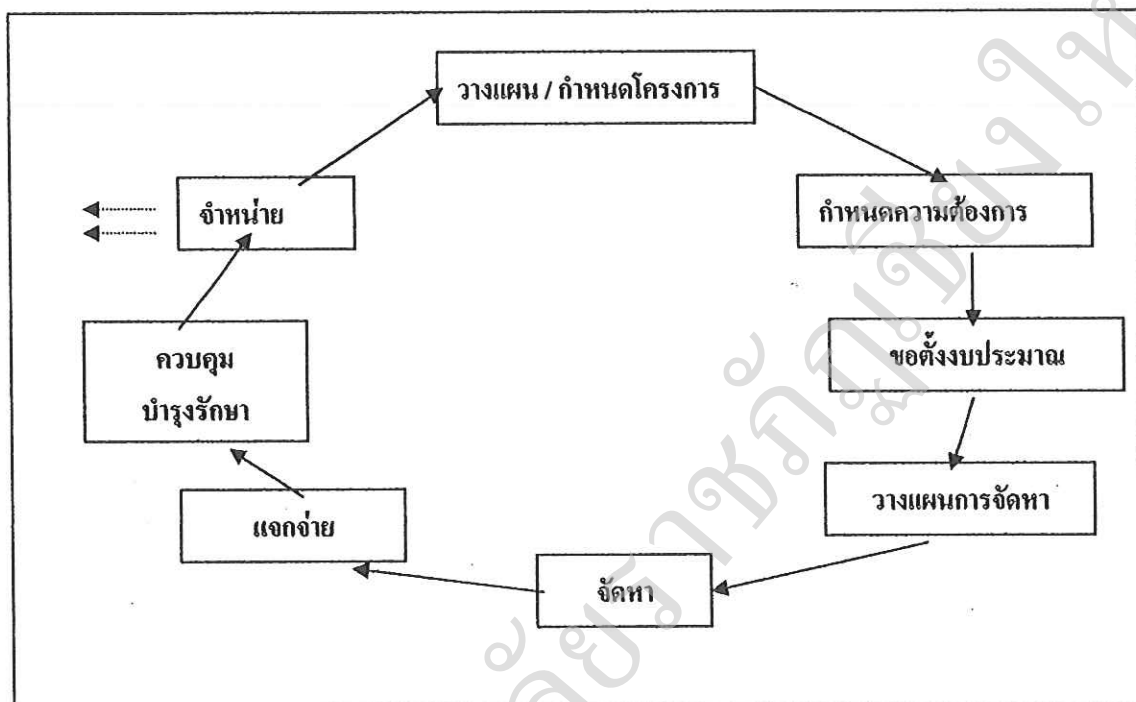 วางแผน / กำหนดโครงการ
กำหนดความต้องการ
ขอตั้งงบประมาณ
วางแผนการจัดหา
จัดหา
แจกจ่าย
ควบคุม
บำรุงรักษา
จำหน่าย